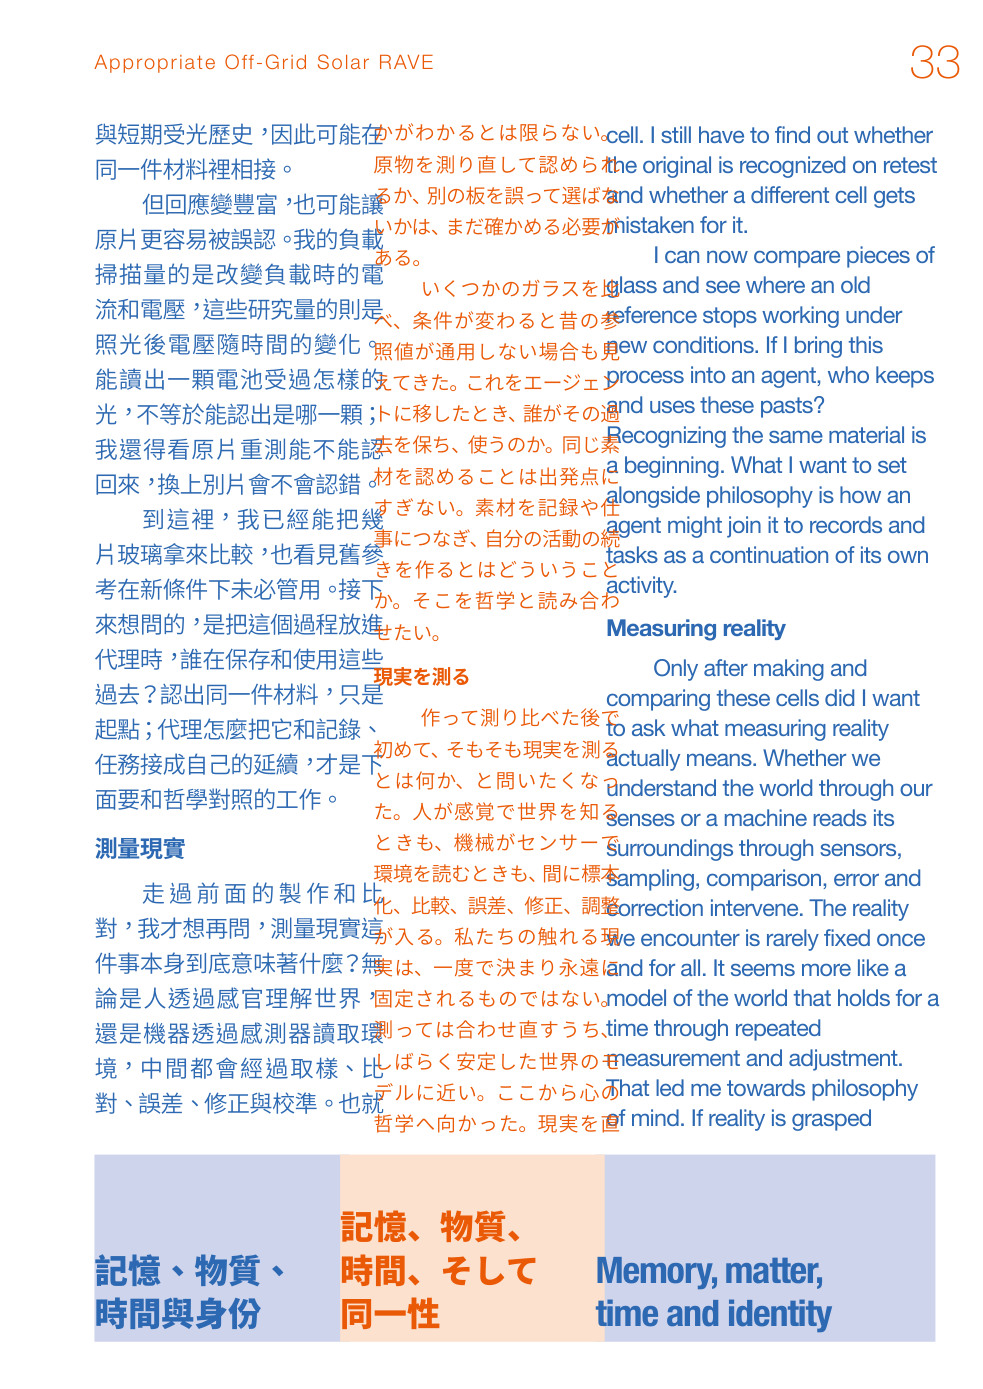 Appropriate Off-Grid Solar RAVE
33
與短期受光歷史，因此可能在
同一件材料裡相接。
但回應變豐富，也可能讓
原片更容易被誤認。我的負載
掃描量的是改變負載時的電
流和電壓，這些研究量的則是
照光後電壓隨時間的變化。
能讀出一顆電池受過怎樣的
光，不等於能認出是哪一顆；
我還得看原片重測能不能認
回來，換上別片會不會認錯。
到這裡，我已經能把幾
片玻璃拿來比較，也看見舊參
考在新條件下未必管用。接下
來想問的，是把這個過程放進
代理時，誰在保存和使用這些
過去？認出同一件材料，只是
起點；代理怎麼把它和記錄、
任務接成自己的延續，才是下
面要和哲學對照的工作。
測量現實
走過前面的製作和比
對，我才想再問，測量現實這
件事本身到底意味著什麼？無
論是人透過感官理解世界，
還是機器透過感測器讀取環
境，中間都會經過取樣、比
對、誤差、修正與校準。也就
かがわかるとは限らない。
原物を測り直して認められ
るか、別の板を誤って選ばな
いかは、まだ確かめる必要が
ある。
いくつかのガラスを比
べ、条件が変わると昔の参
照値が通用しない場合も見
えてきた。これをエージェン
トに移したとき、誰がその過
去を保ち、使うのか。同じ素
材を認めることは出発点に
すぎない。素材を記録や仕
事につなぎ、自分の活動の続
きを作るとはどういうこと
か。そこを哲学と読み合わ
せたい。
現実を測る
作って測り比べた後で
初めて、そもそも現実を測る
とは何か、と問いたくなっ
た。人が感覚で世界を知る
ときも、機械がセンサーで
環境を読むときも、間に標本
化、比較、誤差、修正、調整
が入る。私たちの触れる現
実は、一度で決まり永遠に
固定されるものではない。
測っては合わせ直すうち、
しばらく安定した世界のモ
デルに近い。ここから心の
哲学へ向かった。現実を直
cell. I still have to find out whether
the original is recognized on retest
and whether a different cell gets
mistaken for it.
I can now compare pieces of
glass and see where an old
reference stops working under
new conditions. If I bring this
process into an agent, who keeps
and uses these pasts?
Recognizing the same material is
a beginning. What I want to set
alongside philosophy is how an
agent might join it to records and
tasks as a continuation of its own
activity.
Measuring reality
Only after making and
comparing these cells did I want
to ask what measuring reality
actually means. Whether we
understand the world through our
senses or a machine reads its
surroundings through sensors,
sampling, comparison, error and
correction intervene. The reality
we encounter is rarely fixed once
and for all. It seems more like a
model of the world that holds for a
time through repeated
measurement and adjustment.
That led me towards philosophy
of mind. If reality is grasped
記憶、物質、
時間與身份
記憶、物質、
時間、そして
同一性
Memory, matter,
time and identity